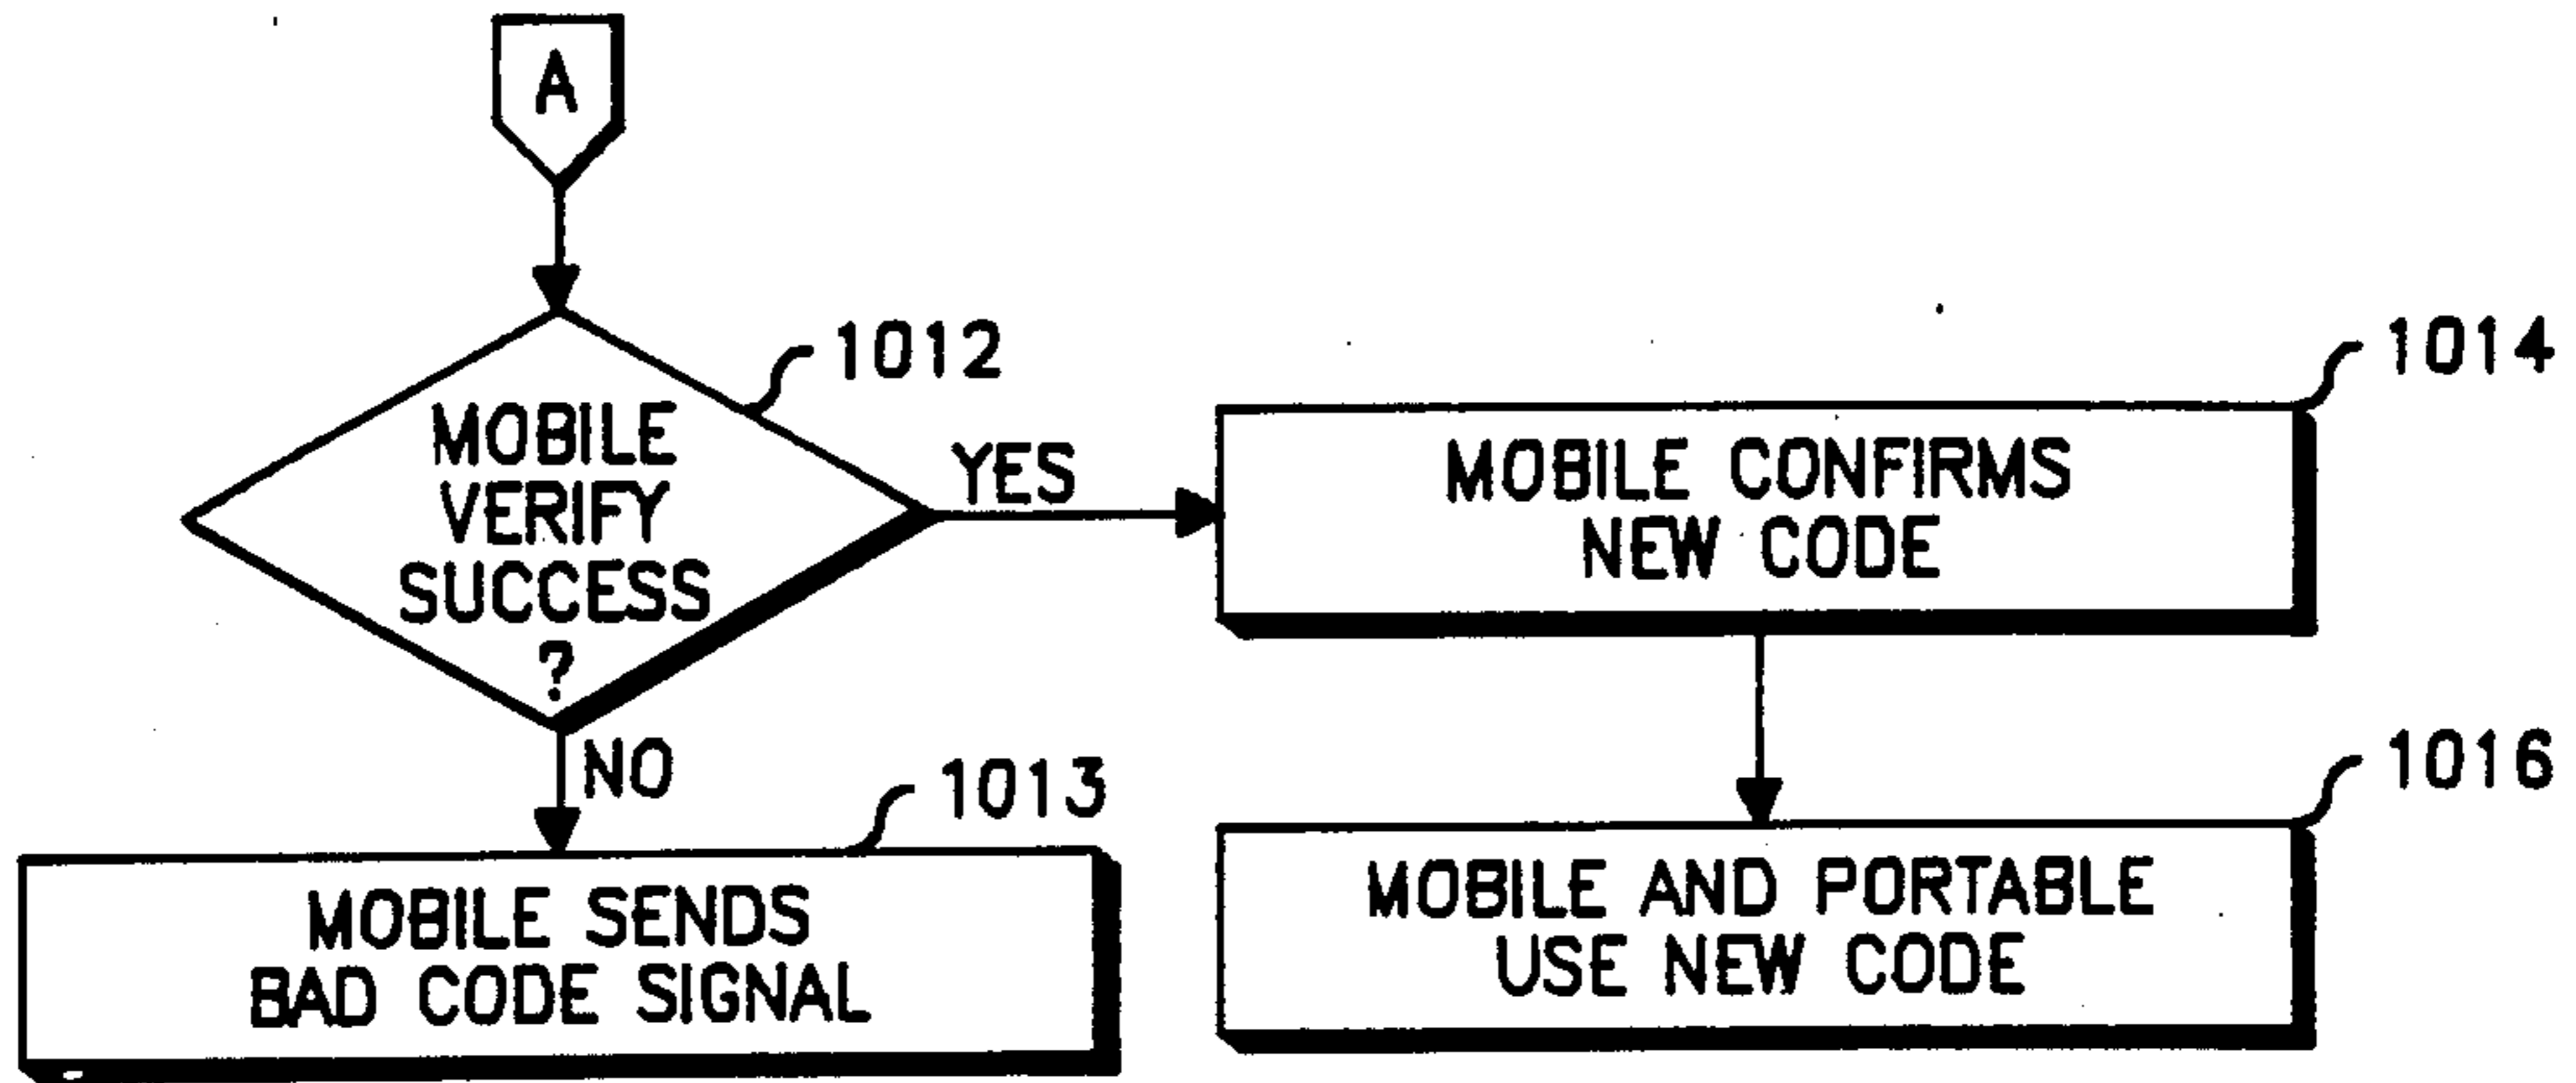 A
1012
MOBILE
VERIFY
SUCCESS
?
YES
NO
1014
MOBILE CONFIRMS
NEW CODE
1013
MOBILE SENDS
BAD CODE SIGNAL
1016
MOBILE AND PORTABLE
USE NEW CODE